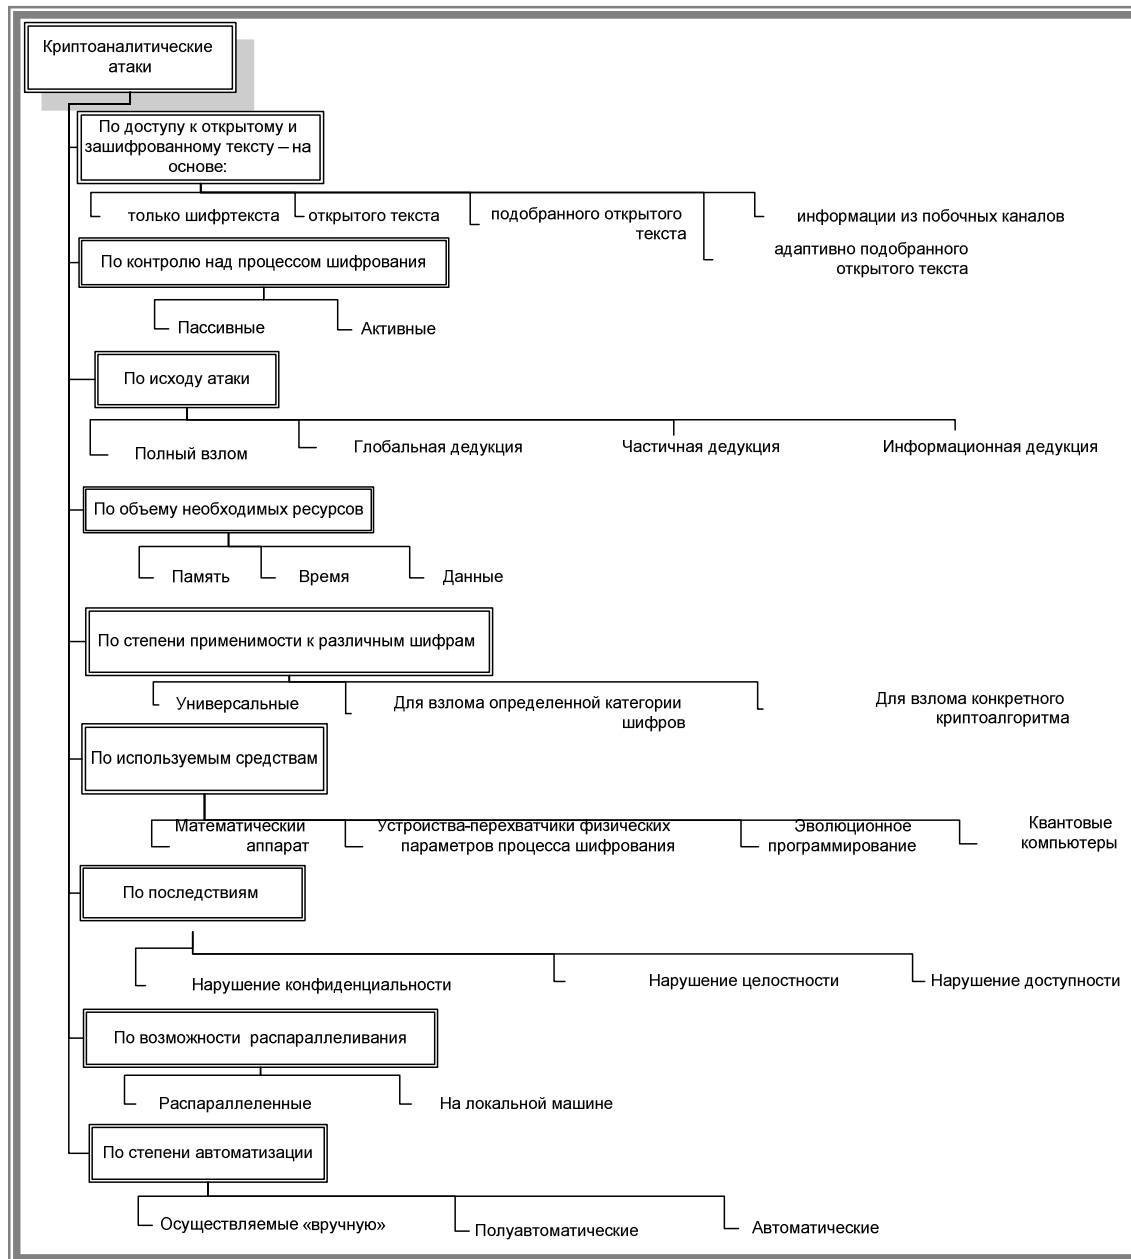 Криптоаналитические
атаки
По доступу к открытому и
зашифрованному тексту – на
основе:
только шифртекста
открытого текста
подобранного открытого
текста
информации из побочных каналов
адаптивно подобранного
открытого текста
По контролю над процессом шифрования
Пассивные
Активные
По исходу атаки
Полный взлом
Глобальная дедукция
Частичная дедукция
Информационная дедукция
По объему необходимых ресурсов
Память
Время
Данные
По степени применимости к различным шифрам
Универсальные
Для взлома определенной категории
шифров
Для взлома конкретного
криптоалгоритма
По используемым средствам
Математический
аппарат
Устройства-перехватчики физических
параметров процесса шифрования
Эволюционное
программирование
Квантовые
компьютеры
По последствиям
Нарушение конфиденциальности
Нарушение целостности
Нарушение доступности
По возможности распараллеливания
Распараллеленные
На локальной машине
По степени автоматизации
Осуществляемые «вручную»
Полуавтоматические
Автоматические